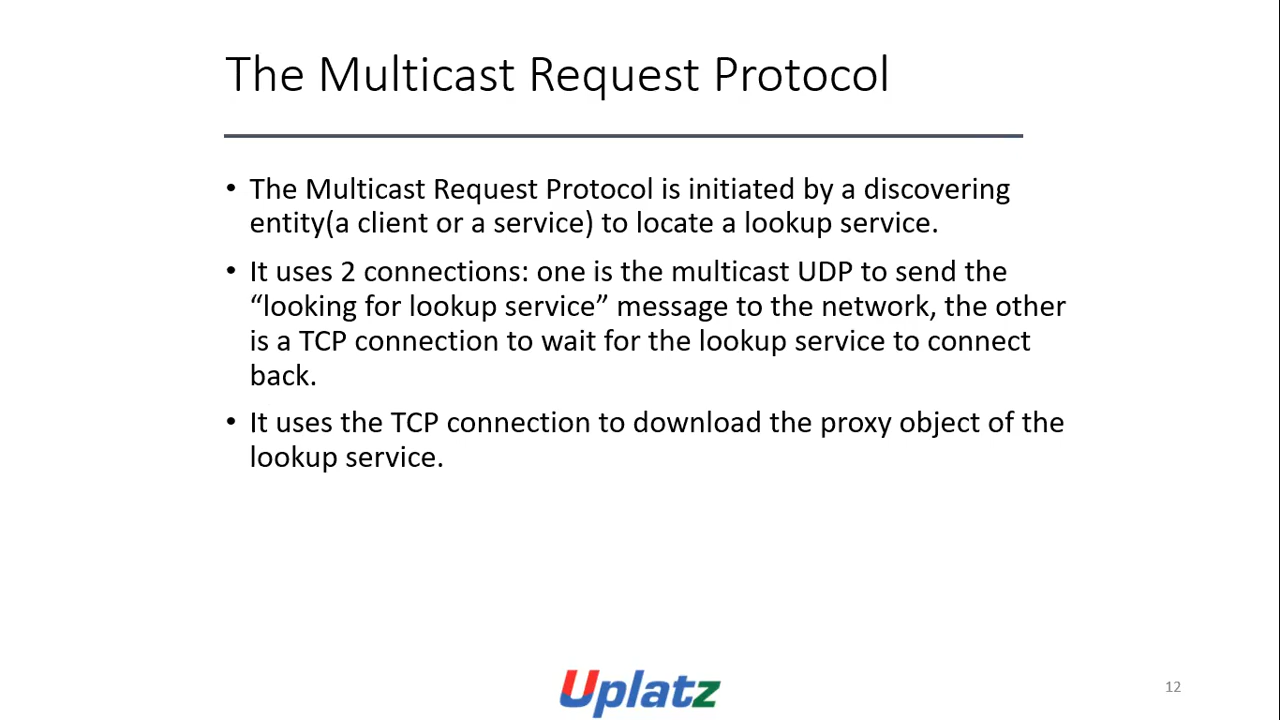 The Multicast Request Protocol
• The Multicast Request Protocol is initiated by a discovering
entity(a client or a service) to locate a lookup service.
• It uses 2 connections: one is the multicast UDP to send the
“looking for lookup service” message to the network, the other
is a TCP connection to wait for the lookup service to connect
back.
• It uses the TCP connection to download the proxy object of the
lookup service.
Uplatz
12